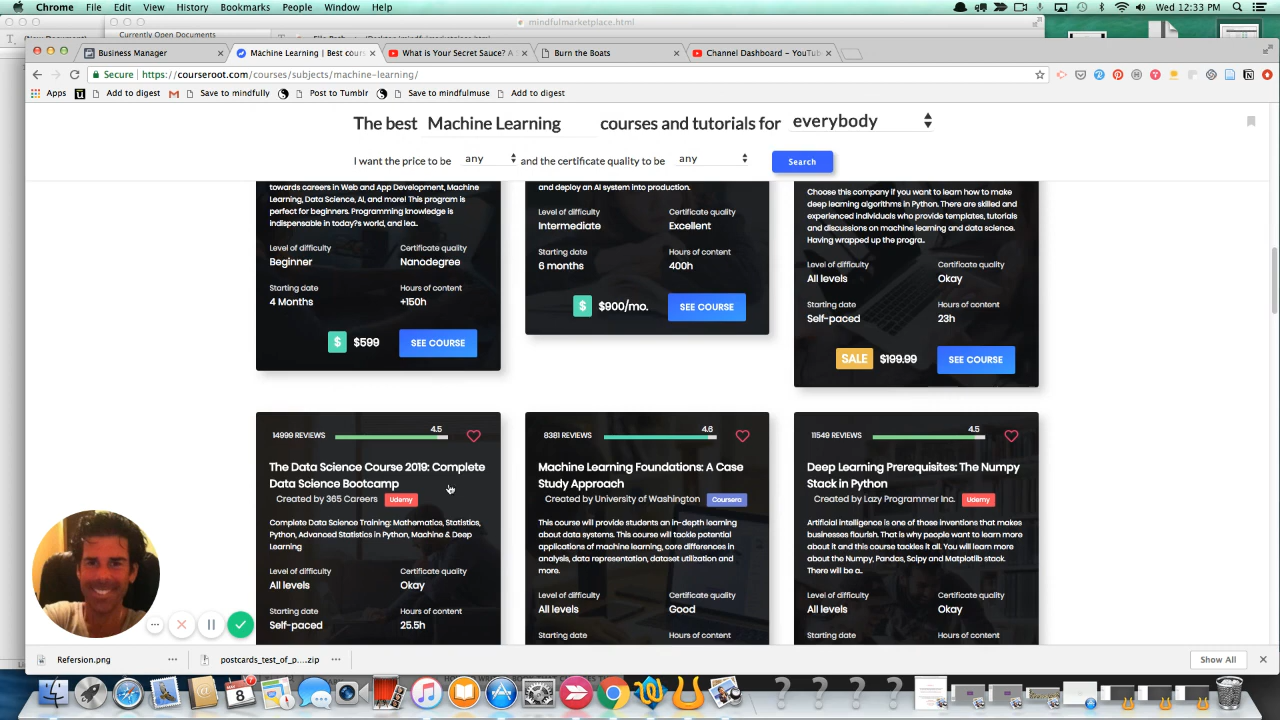 Chrome File Edit View History Bookmarks People Window Help Wed 12:33 PM
mindfulmarketplace.html
Currently Open Documents
Business Manager
Machine Learning | Best cours
What is Your Secret Sauce? A
Burn the Boats
Channel Dashboard - YouTub
Secure https://courseroot.com/courses/subjects/machine-learning/
Apps Add to digest Save to mindfully Post to Tumblr Save to mindfulmuse Add to digest
The best Machine Learning courses and tutorials for everybody
I want the price to be any and the certificate quality to be any Search
towards careers in Web and App Development, Machine
Learning, Data Science, AI, and more! This program is
perfect for beginners. Programming knowledge is
indispensable in today?s world, and lea..
Level of difficulty Certificate quality
Beginner Nanodegree
Starting date Hours of content
4 Months +150h
$ $599 SEE COURSE
and deploy an AI system into production.
Level of difficulty Certificate quality
Intermediate Excellent
Starting date Hours of content
6 months 400h
$ $900/mo. SEE COURSE
Choose this company if you want to learn how to make
deep learning algorithms in Python. There are skilled and
experienced individuals who provide templates, tutorials
and discussions on machine learning and data science.
Having wrapped up the progra..
Level of difficulty Certificate quality
All levels Okay
Starting date Hours of content
Self-paced 23h
SALE $199.99 SEE COURSE
14999 REVIEWS 4.5
The Data Science Course 2019: Complete
Data Science Bootcamp
Created by 365 Careers Udemy
Complete Data Science Training: Mathematics, Statistics,
Python, Advanced Statistics in Python, Machine & Deep
Learning
Level of difficulty Certificate quality
All levels Okay
Starting date Hours of content
Self-paced 25.5h
8381 REVIEWS 4.6
Machine Learning Foundations: A Case
Study Approach
Created by University of Washington Coursera
This course will provide students an in-depth learning
about data systems. This course will tackle potential
applications of machine learning, core differences in
analysis, data representation, dataset utilization and
more.
Level of difficulty Certificate quality
All levels Good
Starting date Hours of content
11549 REVIEWS 4.5
Deep Learning Prerequisites: The Numpy
Stack in Python
Created by Lazy Programmer Inc. Udemy
Artificial intelligence is one of those inventions that makes
businesses flourish. That is why people want to learn more
about it and this course tackles it all. You will learn more
about the Numpy, Pandas, Scipy and Matplotlib stack.
There will be a..
Level of difficulty Certificate quality
All levels Okay
Starting date Hours of content
Refersion.png
postcards_test_of_p....zip
Show All